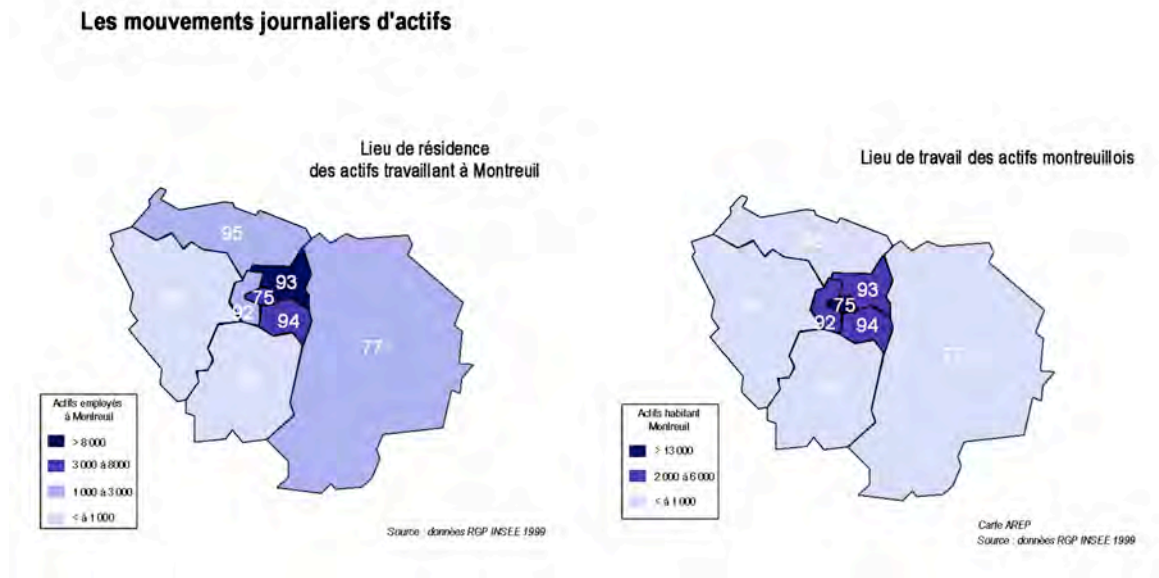 Les mouvements journaliers d'actifs
Lieu de résidence
des actifs travaillant à Montreuil
95
93
75
92
94
77
Actifs employés
à Montreuil
> 8 000
3 000 à 8000
1 000 à 3 000
< à 1 000
Source : données RGP INSEE 1999
Lieu de travail des actifs montreuillois
93
75
92
94
77
Actifs habitant
Montreuil
> 13 000
2 000 à 6 000
< à 1 000
Carte AREP
Source : données RGP INSEE 1999